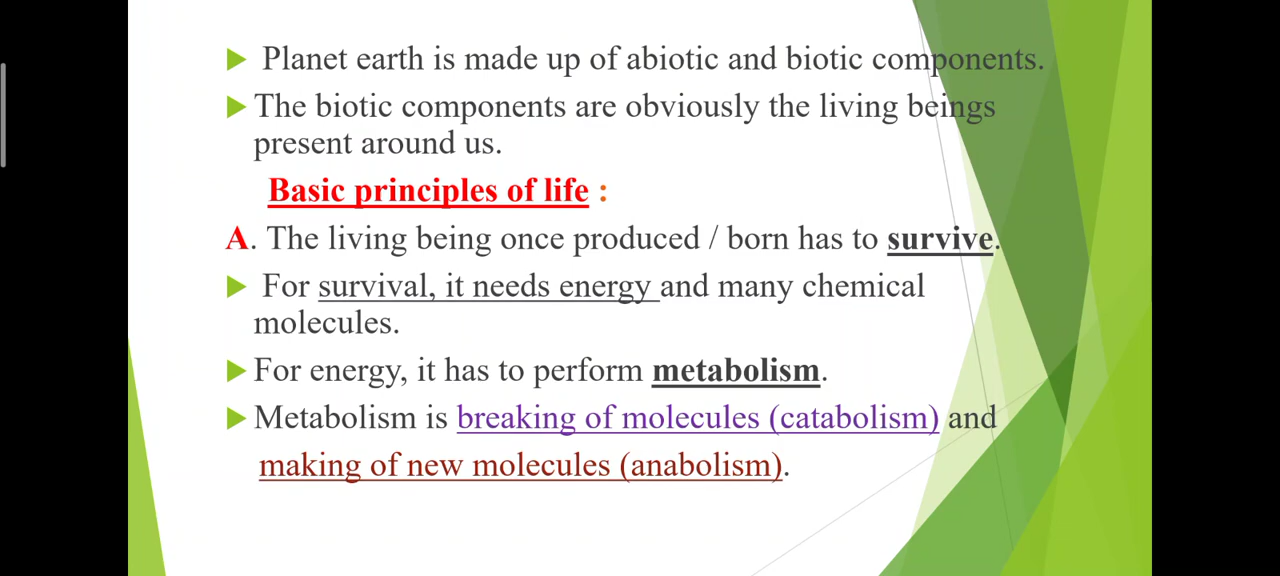 Planet earth is made up of abiotic and biotic components.
The biotic components are obviously the living beings
present around us.
Basic principles of life :
A. The living being once produced / born has to survive.
For survival, it needs energy and many chemical
molecules.
For energy, it has to perform metabolism.
Metabolism is breaking of molecules (catabolism) and
making of new molecules (anabolism).